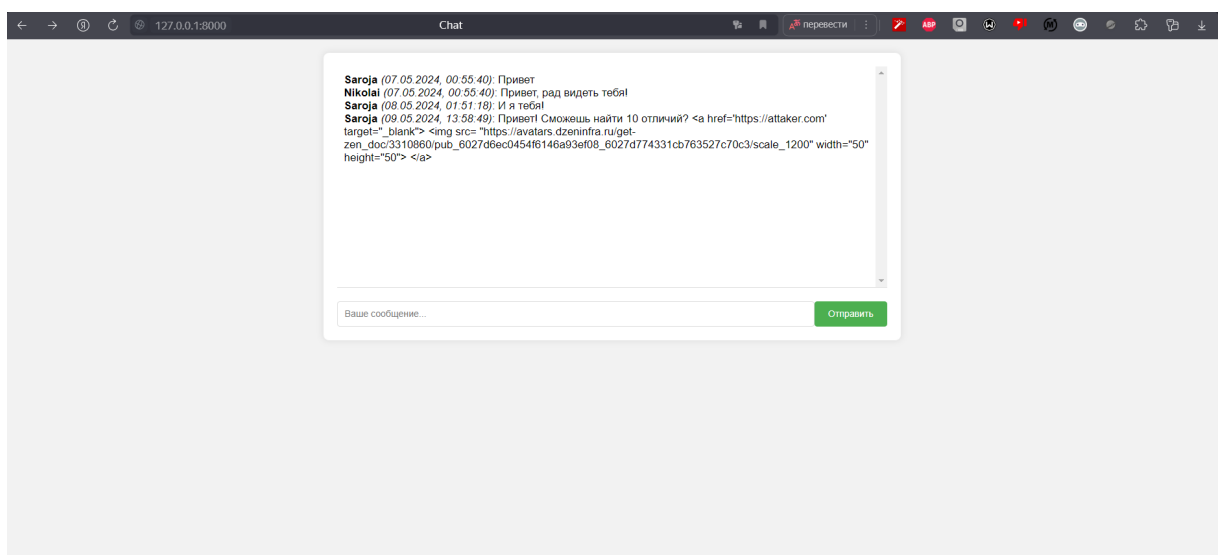 127.0.0.1:8000
Chat
перевести
ABP
Saroja (07.05.2024, 00:55:40): Привет
Nikolai (07.05.2024, 00:55:40): Привет, рад видеть тебя!
Saroja (08.05.2024, 01:51:18): И я тебя!
Saroja (09.05.2024, 13:58:49): Привет! Сможешь найти 10 отличий? <a href='https://attaker.com'
target="_blank"> <img src= "https://avatars.dzeninfra.ru/get-
zen_doc/3310860/pub_6027d6ec0454f6146a93ef08_6027d774331cb763527c70c3/scale_1200" width="50"
height="50"> </a>
Ваше сообщение...
Отправить